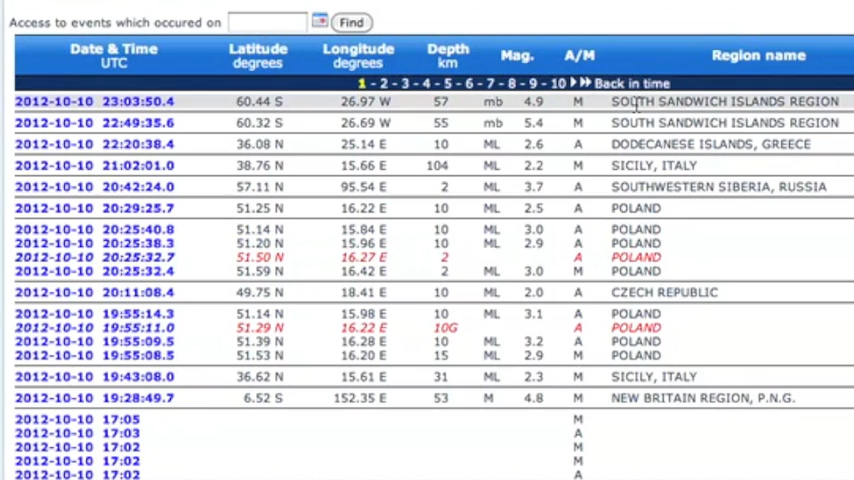 Access to events which occured on Find
Date & Time UTC Latitude degrees Longitude degrees Depth km Mag. A/M Region name
1 - 2 - 3 - 4 - 5 - 6 - 7 - 8 - 9 - 10 Back in time
2012-10-10 23:03:50.4 60.44 S 26.97 W 57 mb 4.9 M SOUTH SANDWICH ISLANDS REGION
2012-10-10 22:49:35.6 60.32 S 26.69 W 55 mb 5.4 M SOUTH SANDWICH ISLANDS REGION
2012-10-10 22:20:38.4 36.08 N 25.14 E 10 ML 2.6 A DODECANESE ISLANDS, GREECE
2012-10-10 21:02:01.0 38.76 N 15.66 E 104 ML 2.2 M SICILY, ITALY
2012-10-10 20:42:24.0 57.11 N 95.54 E 2 ML 3.7 A SOUTHWESTERN SIBERIA, RUSSIA
2012-10-10 20:29:25.7 51.25 N 16.22 E 10 ML 2.5 A POLAND
2012-10-10 20:25:40.8 51.14 N 15.84 E 10 ML 3.0 A POLAND
2012-10-10 20:25:38.3 51.20 N 15.96 E 10 ML 2.9 A POLAND
2012-10-10 20:25:32.7 51.50 N 16.27 E 2 A POLAND
2012-10-10 20:25:32.4 51.59 N 16.42 E 2 ML 3.0 M POLAND
2012-10-10 20:11:08.4 49.75 N 18.41 E 10 ML 2.0 A CZECH REPUBLIC
2012-10-10 19:55:14.3 51.14 N 15.98 E 10 ML 3.1 A POLAND
2012-10-10 19:55:11.0 51.29 N 16.22 E 10G A POLAND
2012-10-10 19:55:09.5 51.39 N 16.28 E 10 ML 3.2 A POLAND
2012-10-10 19:55:08.5 51.53 N 16.20 E 15 ML 2.9 M POLAND
2012-10-10 19:43:08.0 36.62 N 15.61 E 31 ML 2.3 M SICILY, ITALY
2012-10-10 19:28:49.7 6.52 S 152.35 E 53 M 4.8 M NEW BRITAIN REGION, P.N.G.
2012-10-10 17:05 M
2012-10-10 17:03 A
2012-10-10 17:02 M
2012-10-10 17:02 M
2012-10-10 17:02 A